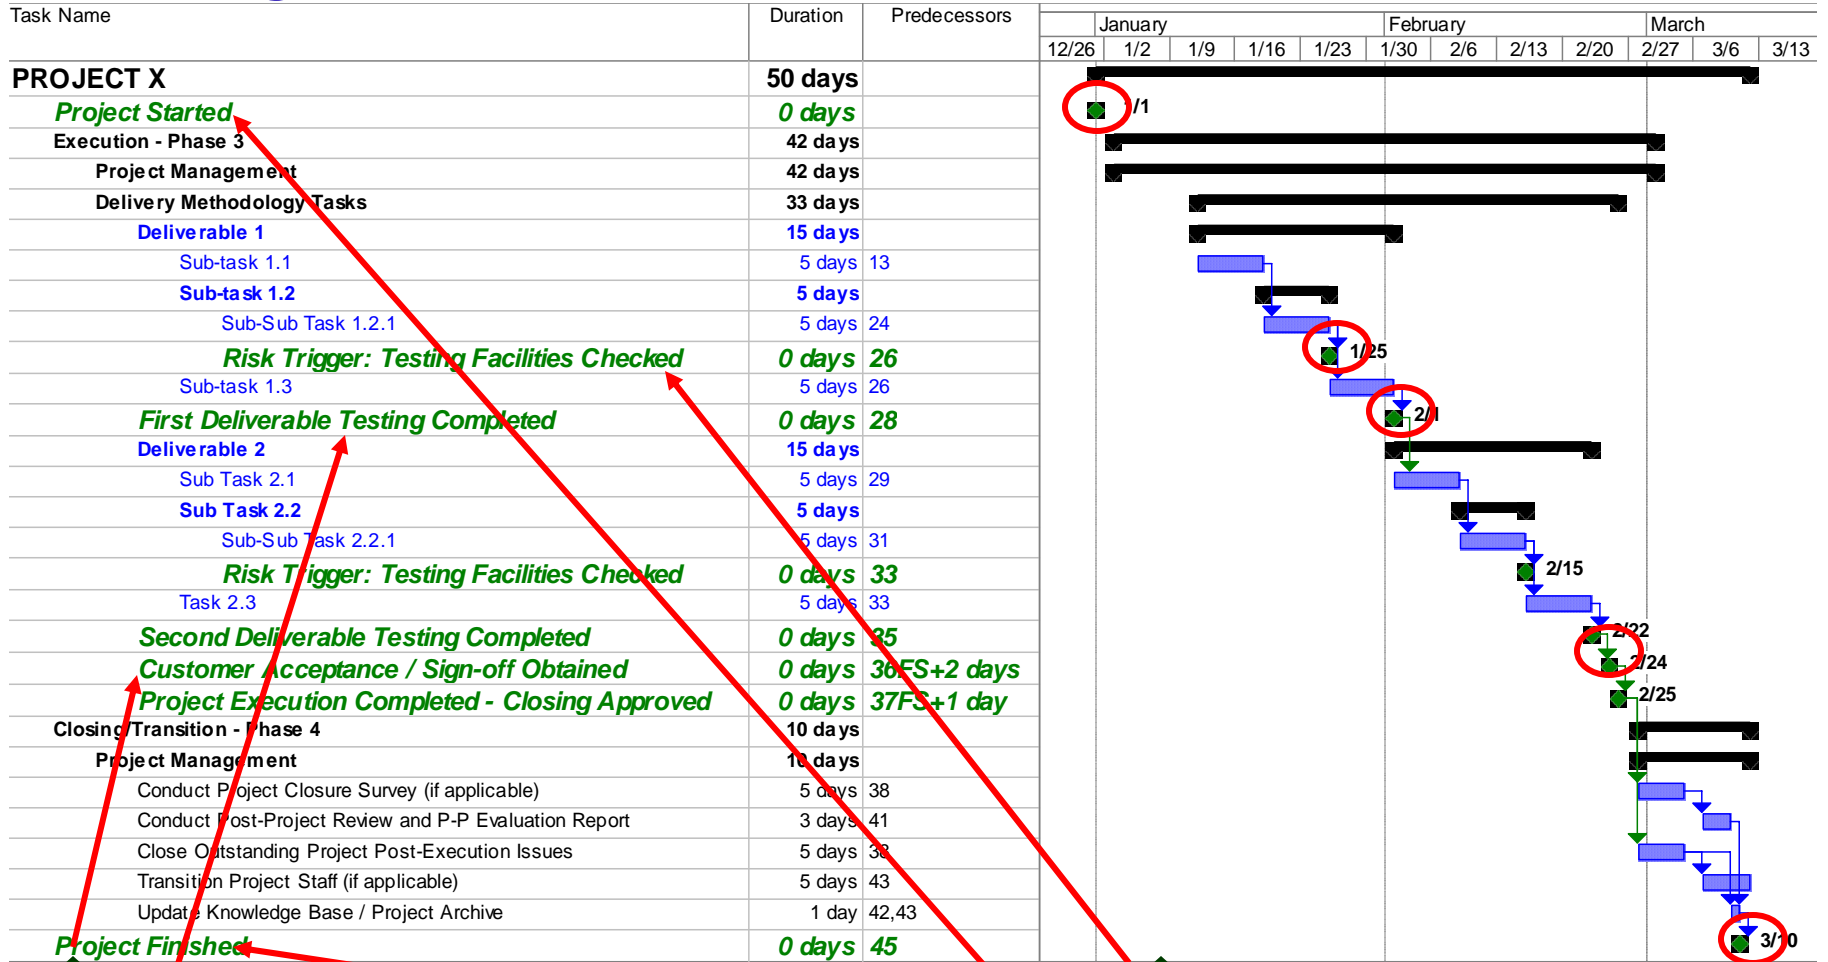 Task Name Duration Predecessors January February March
12/26 1/2 1/9 1/16 1/23 1/30 2/6 2/13 2/20 2/27 3/6 3/13
PROJECT X 50 days
Project Started 0 days 1/1
Execution - Phase 3 42 days
Project Management 42 days
Delivery Methodology Tasks 33 days
Deliverable 1 15 days
Sub-task 1.1 5 days 13
Sub-task 1.2 5 days
Sub-Sub Task 1.2.1 5 days 24
Risk Trigger: Testing Facilities Checked 0 days 26 1/25
Sub-task 1.3 5 days 26
First Deliverable Testing Completed 0 days 28 2/1
Deliverable 2 15 days
Sub Task 2.1 5 days 29
Sub Task 2.2 5 days
Sub-Sub Task 2.2.1 5 days 31
Risk Trigger: Testing Facilities Checked 0 days 33 2/15
Task 2.3 5 days 33
Second Deliverable Testing Completed 0 days 35 2/22
Customer Acceptance / Sign-off Obtained 0 days 36FS+2 days 2/24
Project Execution Completed - Closing Approved 0 days 37FS+1 day 2/25
Closing/Transition - Phase 4 10 days
Project Management 10 days
Conduct Project Closure Survey (if applicable) 5 days 38
Conduct Post-Project Review and P-P Evaluation Report 3 days 41
Close Outstanding Project Post-Execution Issues 5 days 38
Transition Project Staff (if applicable) 5 days 43
Update Knowledge Base / Project Archive 1 day 42,43
Project Finished 0 days 45 3/10